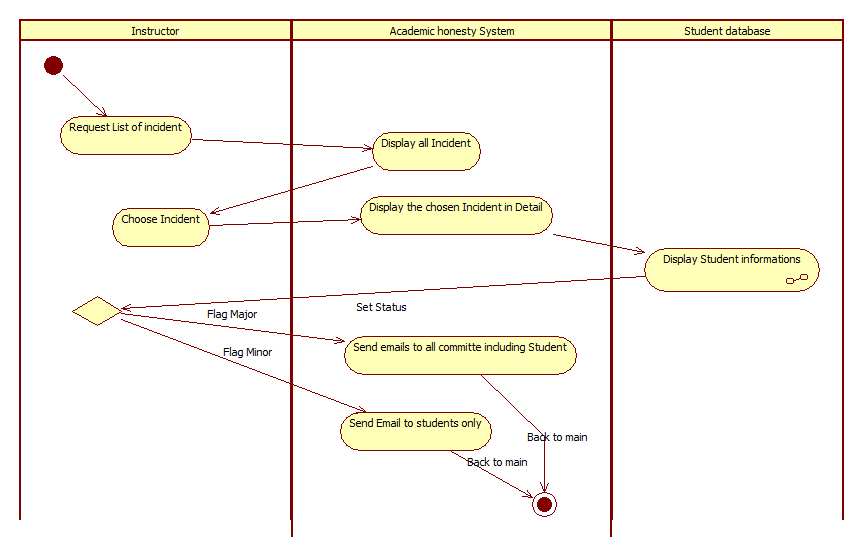 Instructor
Academic honesty System
Student database
Request List of incident
Display all Incident
Choose Incident
Display the chosen Incident in Detail
Display Student informations
Set Status
Flag Major
Send emails to all committe including Student
Flag Minor
Send Email to students only
Back to main
Back to main